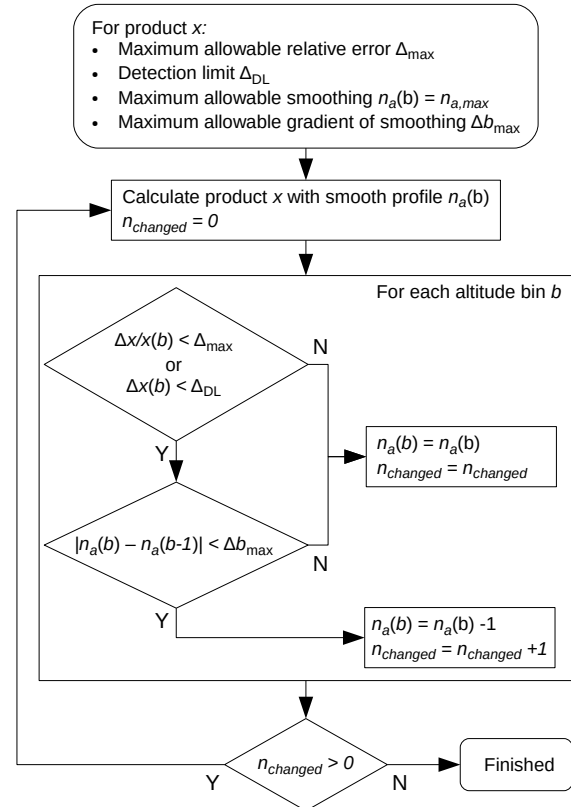 For product x:
• Maximum allowable relative error Δmax
• Detection limit ΔDL
• Maximum allowable smoothing na(b) = na,max
• Maximum allowable gradient of smoothing Δbmax
Calculate product x with smooth profile na(b)
nchanged = 0
For each altitude bin b
Δx/x(b) < Δmax
or
Δx(b) < ΔDL
N
Y
na(b) = na(b)
nchanged = nchanged
|na(b) – na(b-1)| < Δbmax
N
Y
na(b) = na(b) -1
nchanged = nchanged +1
nchanged > 0
Y
N
Finished